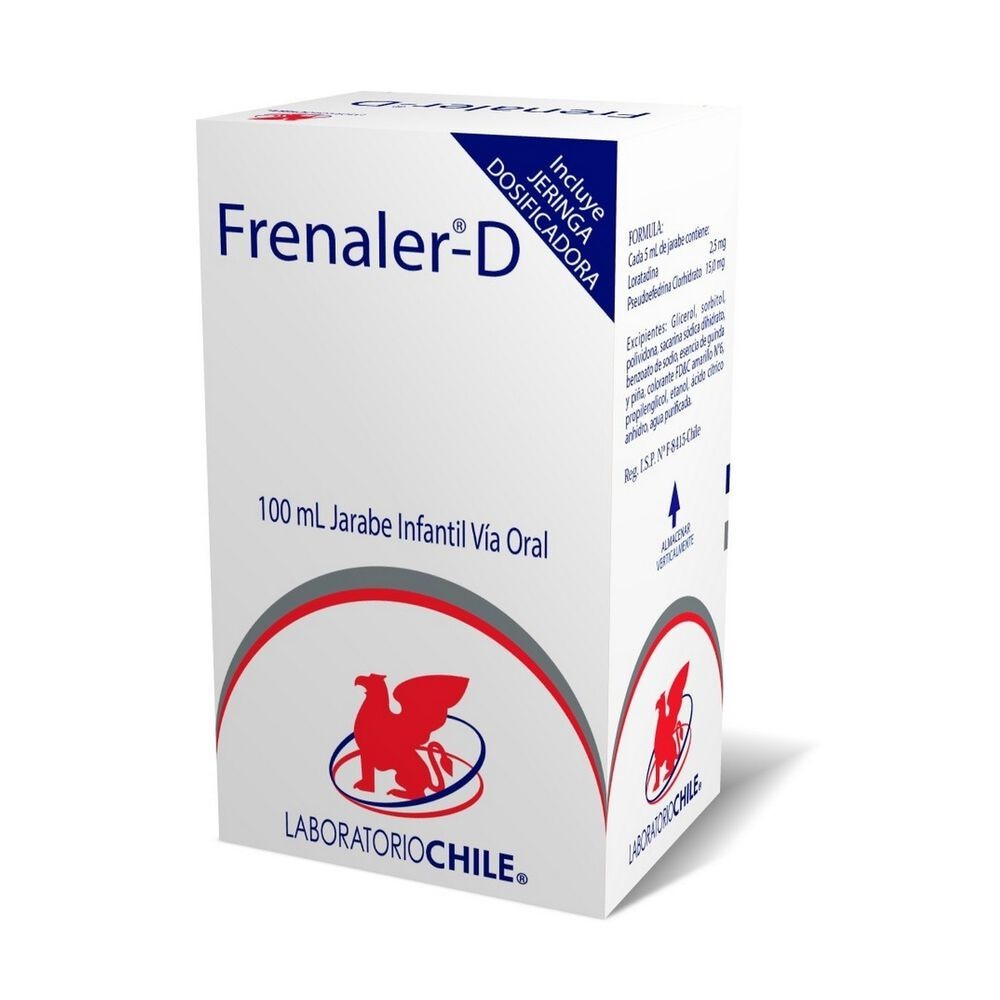 Frenaler-D
Frenaler®-D
Incluye
JERINGA
DOSIFICADORA
100 mL Jarabe Infantil Vía Oral
LABORATORIOCHILE®
FORMULA:
Cada 5 mL de jarabe contiene:
Loratadina 2,5 mg
Pseudoefedrina Clorhidrato 15,0 mg
Excipientes: Glicerol, sorbitol,
polividona, sacarina sódica dihidrato,
benzoato de sodio, esencia de guinda
y piña, colorante FD&C amarillo N°6,
propilenglicol, etanol, ácido cítrico
anhidro, agua purificada.
Reg. I.S.P. N° F-8415-Chile
ALMACENAR
VERTICALMENTE
LABORATORIOCHILE®